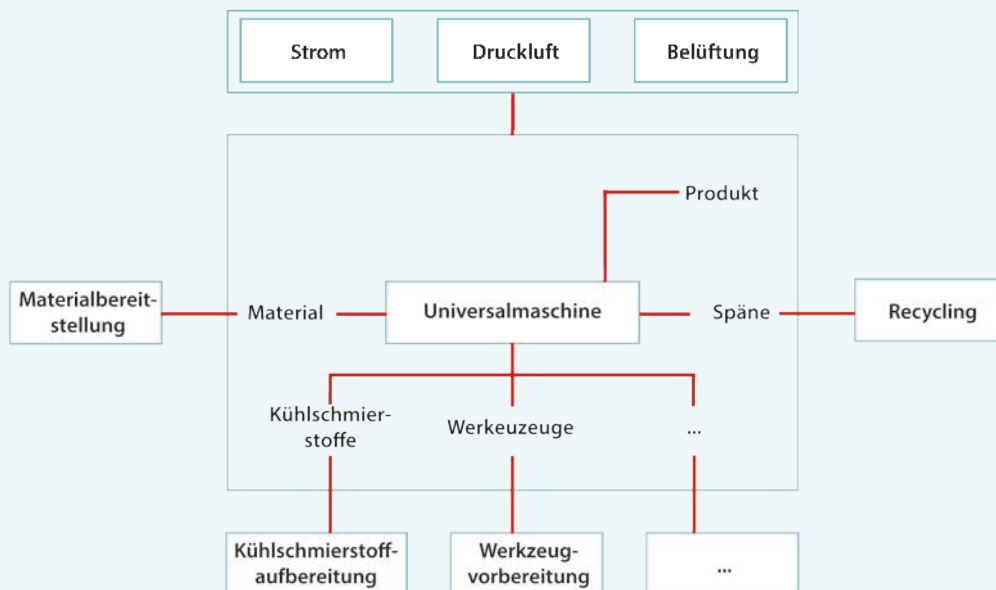 Strom Druckluft Belüftung
Produkt
Materialbereit-
stellung
Material
Universalmaschine
Späne
Recycling
Kühlschmier-
stoffe
Werkeuzeuge
...
Kühlschmierstoff-
aufbereitung
Werkzeug-
vorbereitung
...